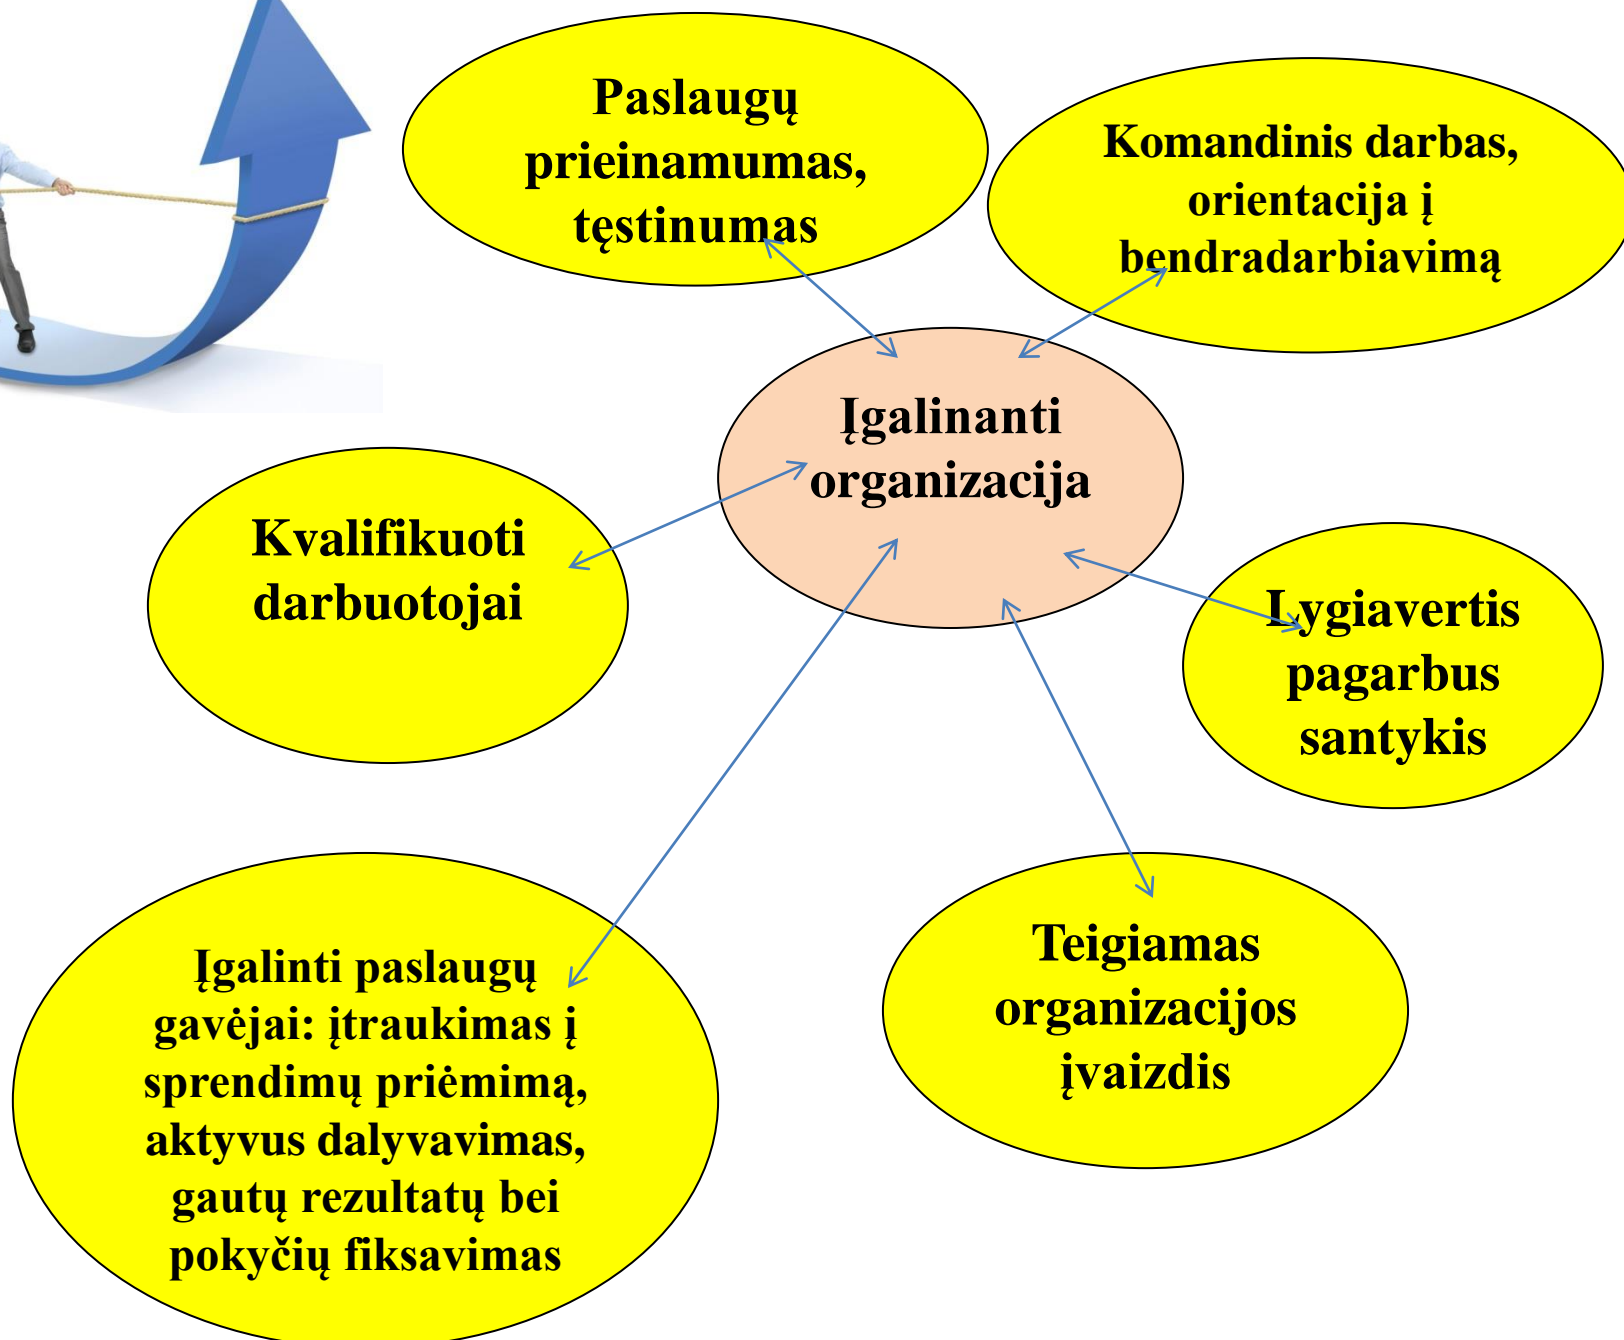 Paslaugų
prieinamumas,
tęstinumas
Komandinis darbas,
orientacija į
bendradarbiavimą
Įgalinanti
organizacija
Kvalifikuoti
darbuotojai
Lygiavertis
pagarbus
santykis
Įgalinti paslaugų
gavėjai: įtraukimas į
sprendimų priėmimą,
aktyvus dalyvavimas,
gautų rezultatų bei
pokyčių fiksavimas
Teigiamas
organizacijos
įvaizdis